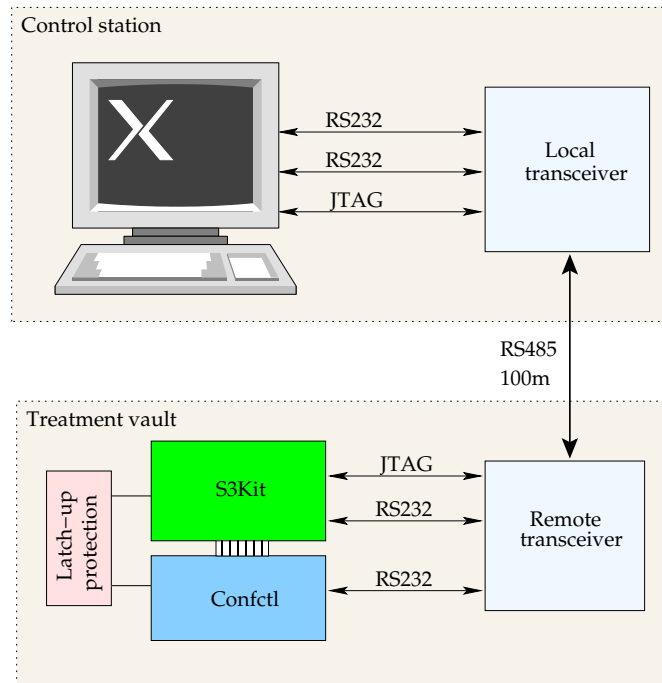 Control station
RS232
RS232
JTAG
Local
transceiver
RS485
100m
Treatment vault
Latch-up
protection
S3Kit
Confctl
JTAG
RS232
RS232
Remote
transceiver